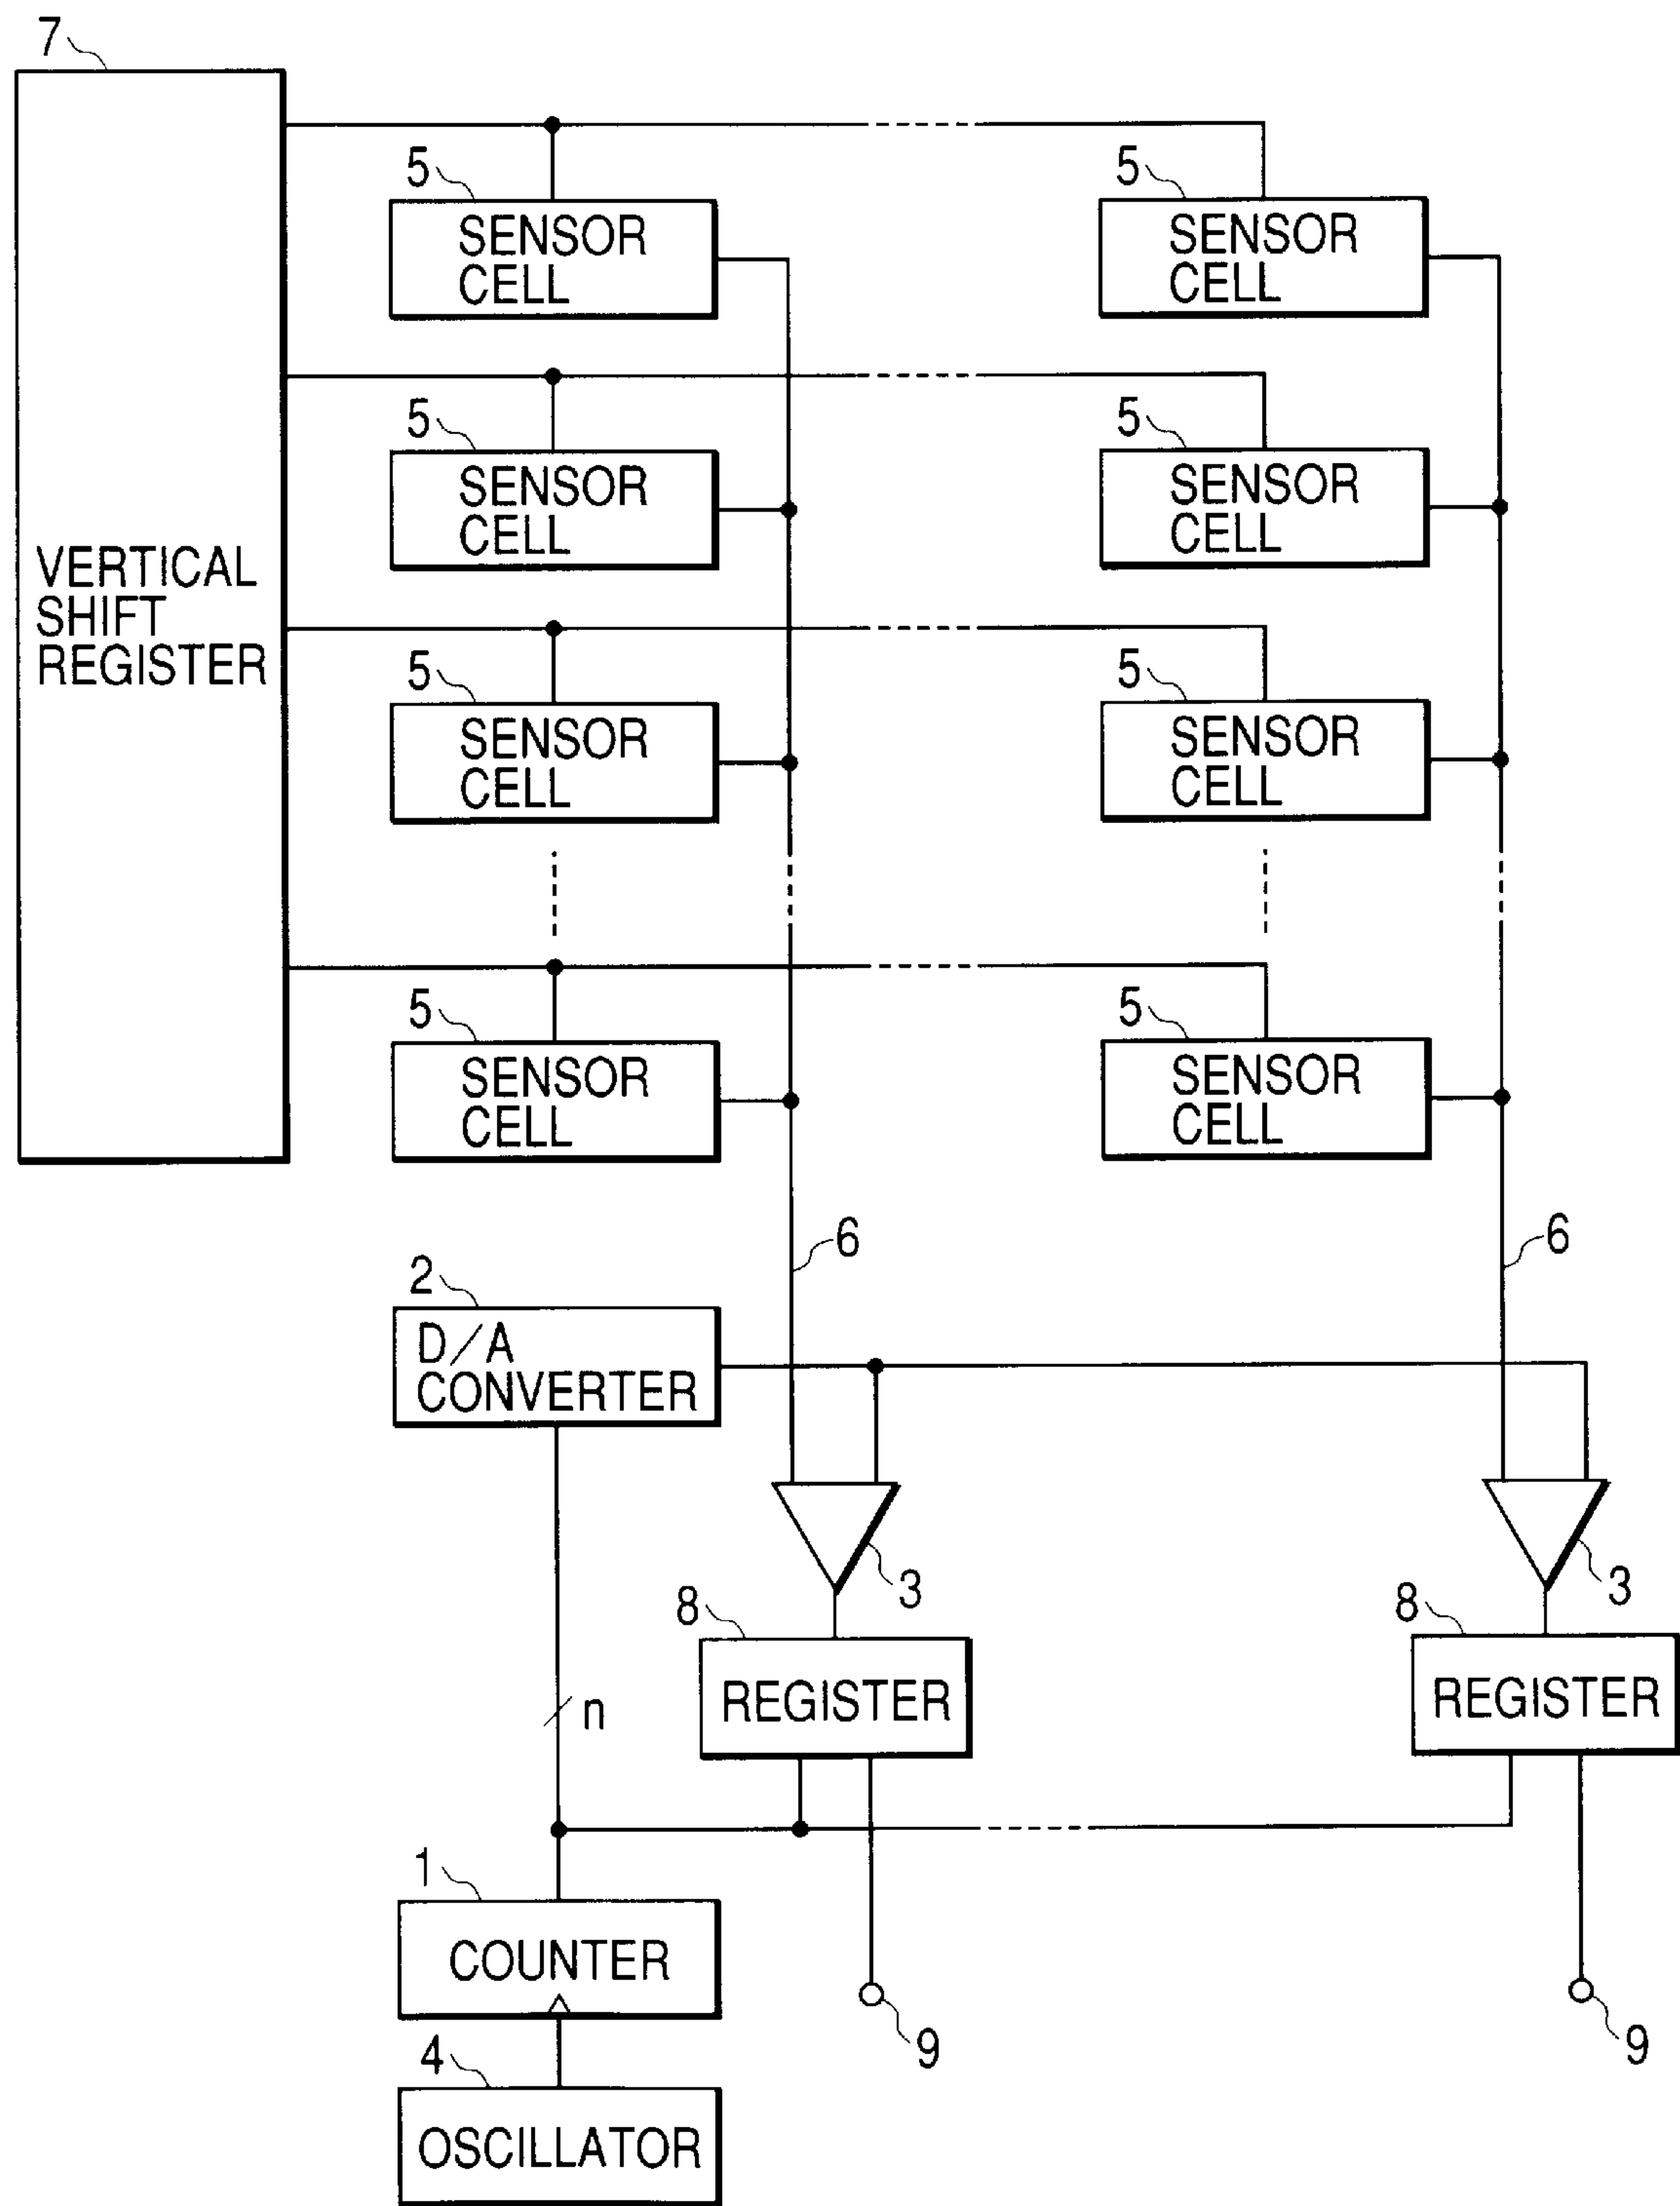 7
5
5
SENSOR
CELL
SENSOR
CELL
5
5
SENSOR
CELL
SENSOR
CELL
VERTICAL
SHIFT
REGISTER
5
5
SENSOR
CELL
SENSOR
CELL
5
5
SENSOR
CELL
SENSOR
CELL
6
6
2
D/A
CONVERTER
3
3
8
8
REGISTER
REGISTER
n
1
COUNTER
9
9
4
OSCILLATOR